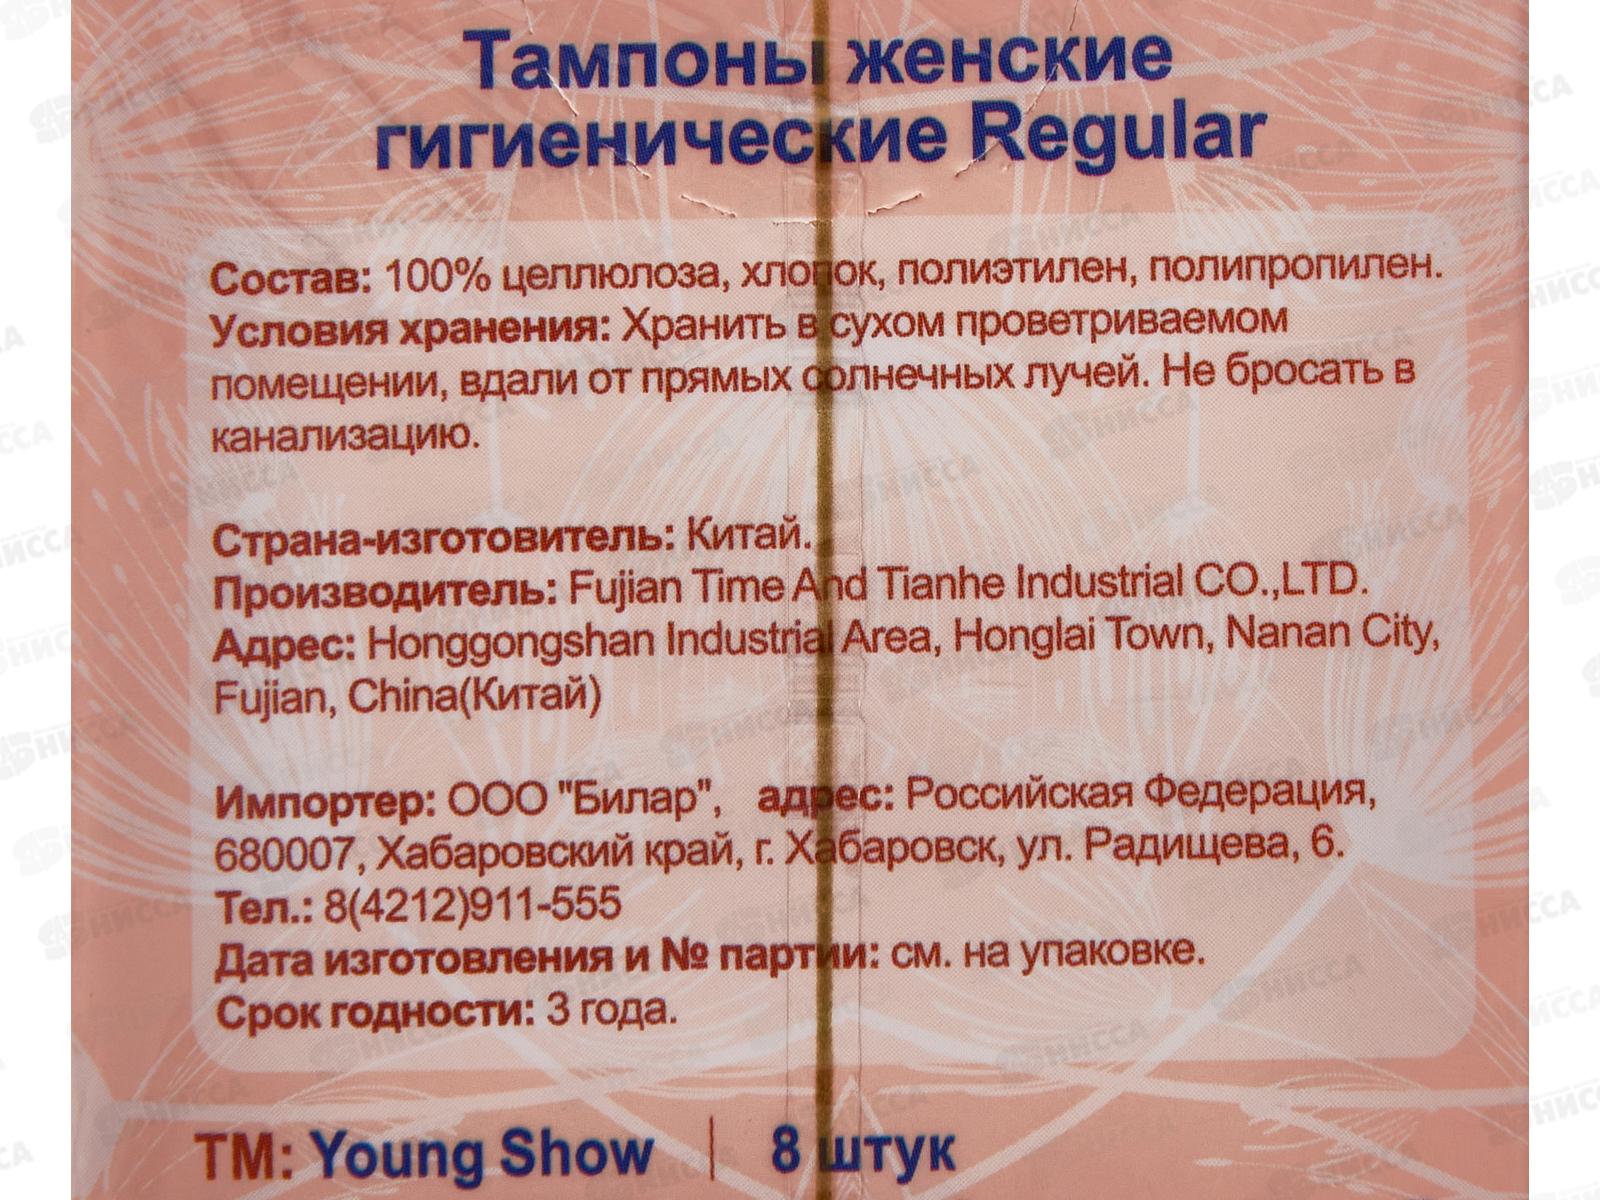 Тампоны женские
гигиенические Regular
Состав: 100% целлюлоза, хлопок, полиэтилен, полипропилен.
Условия хранения: Хранить в сухом проветриваемом
помещении, вдали от прямых солнечных лучей. Не бросать в
канализацию.
Страна-изготовитель: Китай.
Производитель: Fujian Time And Tianhe Industrial CO.,LTD.
Адрес: Honggongshan Industrial Area, Honglai Town, Nanan City,
Fujian, China(Китай)
Импортер: ООО "Билар", адрес: Российская Федерация,
680007, Хабаровский край, г. Хабаровск, ул. Радищева, 6.
Тел.: 8(4212)911-555
Дата изготовления и № партии: см. на упаковке.
Срок годности: 3 года.
ТМ: Young Show | 8 штук